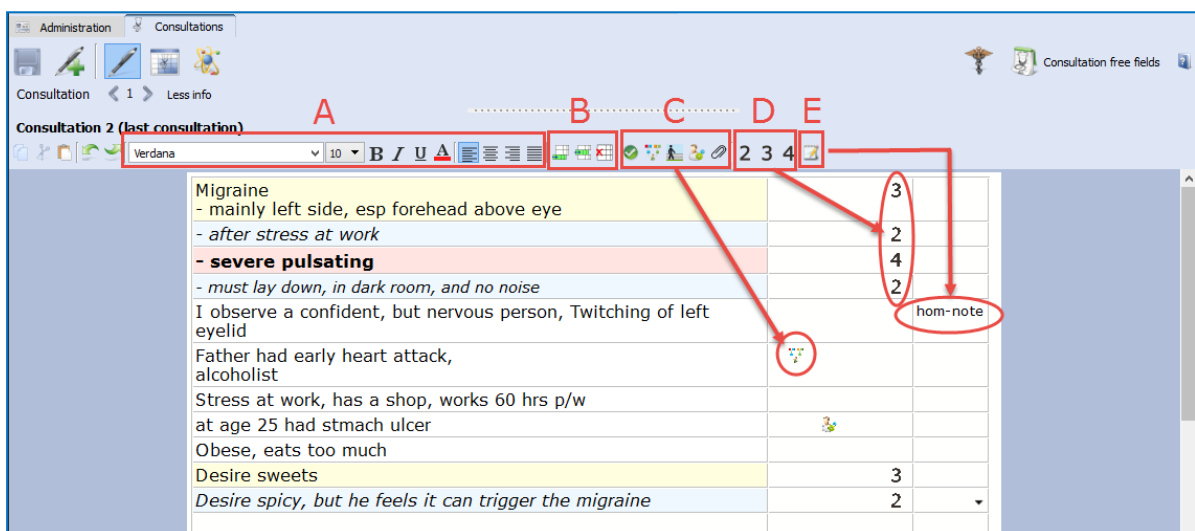 Administration Consultations
Consultation free fields
Consultation 1 Less info
A B C D E
Consultation 2 (last consultation)
Verdana 10 B I U A 2 3 4
Migraine 3
- mainly left side, esp forehead above eye
- after stress at work 2
- severe pulsating 4
- must lay down, in dark room, and no noise 2
I observe a confident, but nervous person, Twitching of left hom-note
eyelid
Father had early heart attack,
alcoholist
Stress at work, has a shop, works 60 hrs p/w
at age 25 had stmach ulcer
Obese, eats too much
Desire sweets 3
Desire spicy, but he feels it can trigger the migraine 2